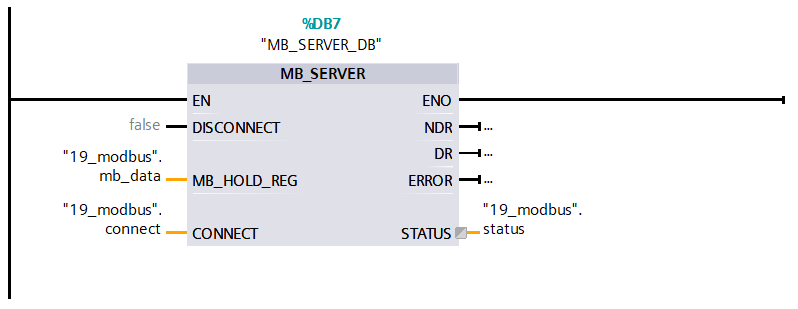 %DB7
"MB_SERVER_DB"
MB_SERVER
EN ENO
false DISCONNECT NDR ...
DR ...
"19_modbus".
mb_data MB_HOLD_REG ERROR ...
"19_modbus". "19_modbus".
connect CONNECT STATUS status